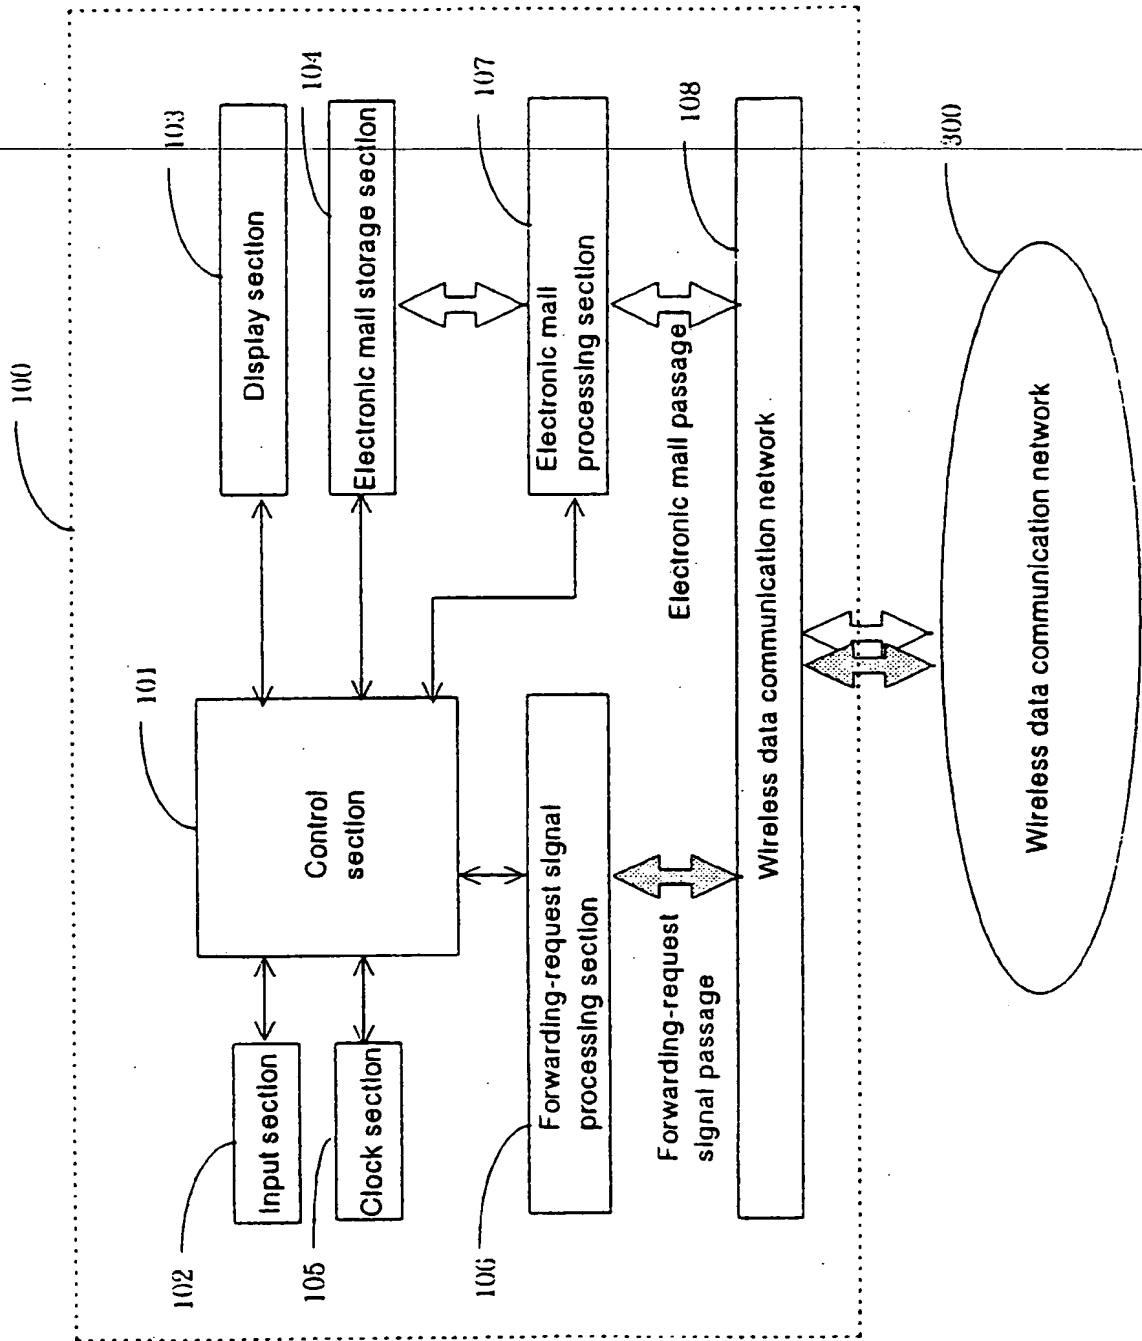 100
102
101
103
Input section
Display section
105
104
Control
section
Clock section
Electronic mail storage section
106
107
Forwarding-request signal
processing section
Electronic mail
processing section
Forwarding-request
signal passage
Electronic mail passage
108
Wireless data communication network
300
Wireless data communication network